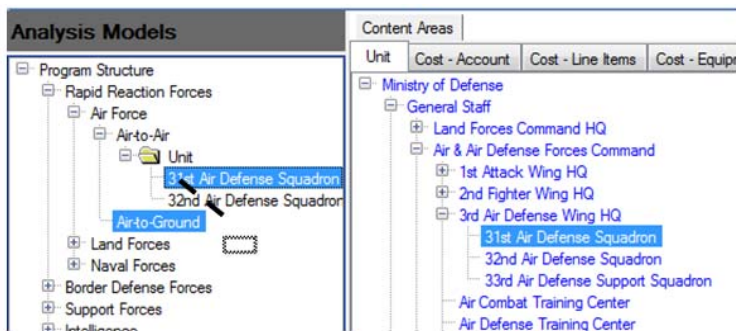 Analysis Models
Program Structure
Rapid Reaction Forces
Air Force
Air-to-Air
Unit
31st Air Defense Squadron
32nd Air Defense Squadron
Air-to-Ground
Land Forces
Naval Forces
Border Defense Forces
Support Forces
Intelligence
Content Areas
Unit
Cost - Account
Cost - Line Items
Cost - Equip
Ministry of Defense
General Staff
Land Forces Command HQ
Air & Air Defense Forces Command
1st Attack Wing HQ
2nd Fighter Wing HQ
3rd Air Defense Wing HQ
31st Air Defense Squadron
32nd Air Defense Squadron
33rd Air Defense Support Squadron
Air Combat Training Center
Air Defense Training Center